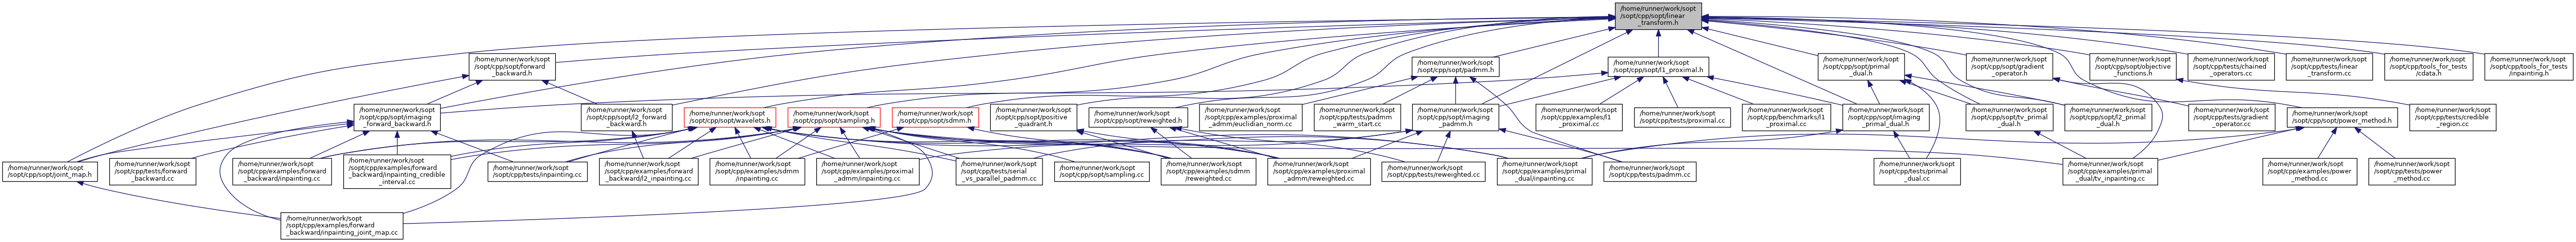 /home/runner/work/sopt
/sopt/cpp/sopt/linear
_transform.h
/home/runner/work/sopt
/sopt/cpp/sopt/forward
_backward.h
/home/runner/work/sopt
/sopt/cpp/sopt/padmm.h
/home/runner/work/sopt
/sopt/cpp/sopt/l1_proximal.h
/home/runner/work/sopt
/sopt/cpp/sopt/primal
_dual.h
/home/runner/work/sopt
/sopt/cpp/sopt/gradient
_operator.h
/home/runner/work/sopt
/sopt/cpp/sopt/objective
_functions.h
/home/runner/work/sopt
/sopt/cpp/tests/chained
_operators.cc
/home/runner/work/sopt
/sopt/cpp/tests/linear
_transform.cc
/home/runner/work/sopt
/sopt/cpp/tools_for_tests
/cdata.h
/home/runner/work/sopt
/sopt/cpp/tools_for_tests
/inpainting.h
/home/runner/work/sopt
/sopt/cpp/sopt/imaging
_forward_backward.h
/home/runner/work/sopt
/sopt/cpp/sopt/l2_forward
_backward.h
/home/runner/work/sopt
/sopt/cpp/sopt/wavelets.h
/home/runner/work/sopt
/sopt/cpp/sopt/sampling.h
/home/runner/work/sopt
/sopt/cpp/sopt/sdmm.h
/home/runner/work/sopt
/sopt/cpp/sopt/positive
_quadrant.h
/home/runner/work/sopt
/sopt/cpp/sopt/reweighted.h
/home/runner/work/sopt
/sopt/cpp/examples/proximal
_admm/euclidian_norm.cc
/home/runner/work/sopt
/sopt/cpp/tests/padmm
_warm_start.cc
/home/runner/work/sopt
/sopt/cpp/sopt/imaging
_padmm.h
/home/runner/work/sopt
/sopt/cpp/examples/l1
_proximal.cc
/home/runner/work/sopt
/sopt/cpp/tests/proximal.cc
/home/runner/work/sopt
/sopt/cpp/benchmarks/l1
_proximal.cc
/home/runner/work/sopt
/sopt/cpp/sopt/imaging
_primal_dual.h
/home/runner/work/sopt
/sopt/cpp/sopt/tv_primal
_dual.h
/home/runner/work/sopt
/sopt/cpp/sopt/l2_primal
_dual.h
/home/runner/work/sopt
/sopt/cpp/tests/gradient
_operator.cc
/home/runner/work/sopt
/sopt/cpp/sopt/power_method.h
/home/runner/work/sopt
/sopt/cpp/tests/credible
_region.cc
/home/runner/work/sopt
/sopt/cpp/sopt/joint_map.h
/home/runner/work/sopt
/sopt/cpp/tests/forward
_backward.cc
/home/runner/work/sopt
/sopt/cpp/examples/forward
_backward/inpainting.cc
/home/runner/work/sopt
/sopt/cpp/examples/forward
_backward/inpainting_credible
_interval.cc
/home/runner/work/sopt
/sopt/cpp/tests/inpainting.cc
/home/runner/work/sopt
/sopt/cpp/examples/forward
_backward/l2_inpainting.cc
/home/runner/work/sopt
/sopt/cpp/examples/sdmm
/inpainting.cc
/home/runner/work/sopt
/sopt/cpp/examples/proximal
_admm/inpainting.cc
/home/runner/work/sopt
/sopt/cpp/tests/serial
_vs_parallel_padmm.cc
/home/runner/work/sopt
/sopt/cpp/sopt/sampling.cc
/home/runner/work/sopt
/sopt/cpp/examples/sdmm
/reweighted.cc
/home/runner/work/sopt
/sopt/cpp/examples/proximal
_admm/reweighted.cc
/home/runner/work/sopt
/sopt/cpp/tests/reweighted.cc
/home/runner/work/sopt
/sopt/cpp/examples/primal
_dual/inpainting.cc
/home/runner/work/sopt
/sopt/cpp/tests/padmm.cc
/home/runner/work/sopt
/sopt/cpp/tests/primal
_dual.cc
/home/runner/work/sopt
/sopt/cpp/examples/primal
_dual/tv_inpainting.cc
/home/runner/work/sopt
/sopt/cpp/examples/power
_method.cc
/home/runner/work/sopt
/sopt/cpp/tests/power
_method.cc
/home/runner/work/sopt
/sopt/cpp/examples/forward
_backward/inpainting_joint_map.cc